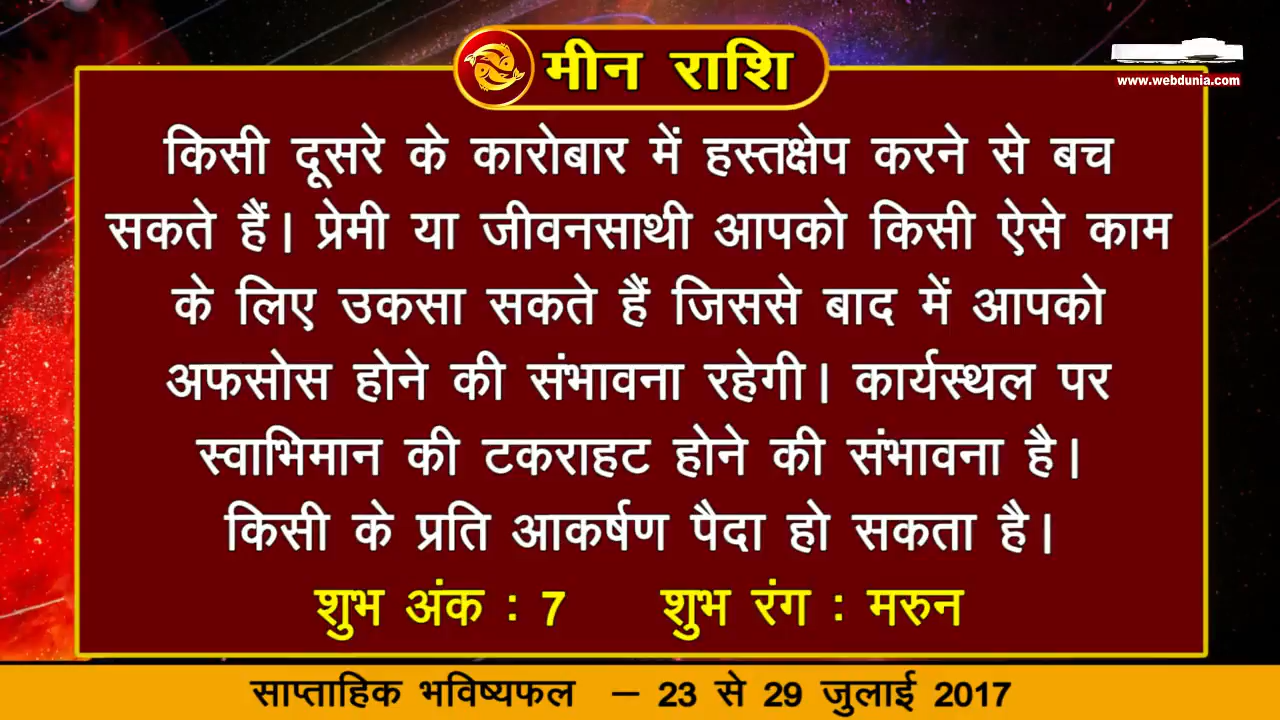 मीन राशि
www.webdunia.com
किसी दूसरे के कारोबार में हस्तक्षेप करने से बच
सकते हैं। प्रेमी या जीवनसाथी आपको किसी ऐसे काम
के लिए उकसा सकते हैं जिससे बाद में आपको
अफसोस होने की संभावना रहेगी। कार्यस्थल पर
स्वाभिमान की टकराहट होने की संभावना है।
किसी के प्रति आकर्षण पैदा हो सकता है।
शुभ अंक : 7 शुभ रंग : मरुन
साप्ताहिक भविष्यफल – 23 से 29 जुलाई 2017